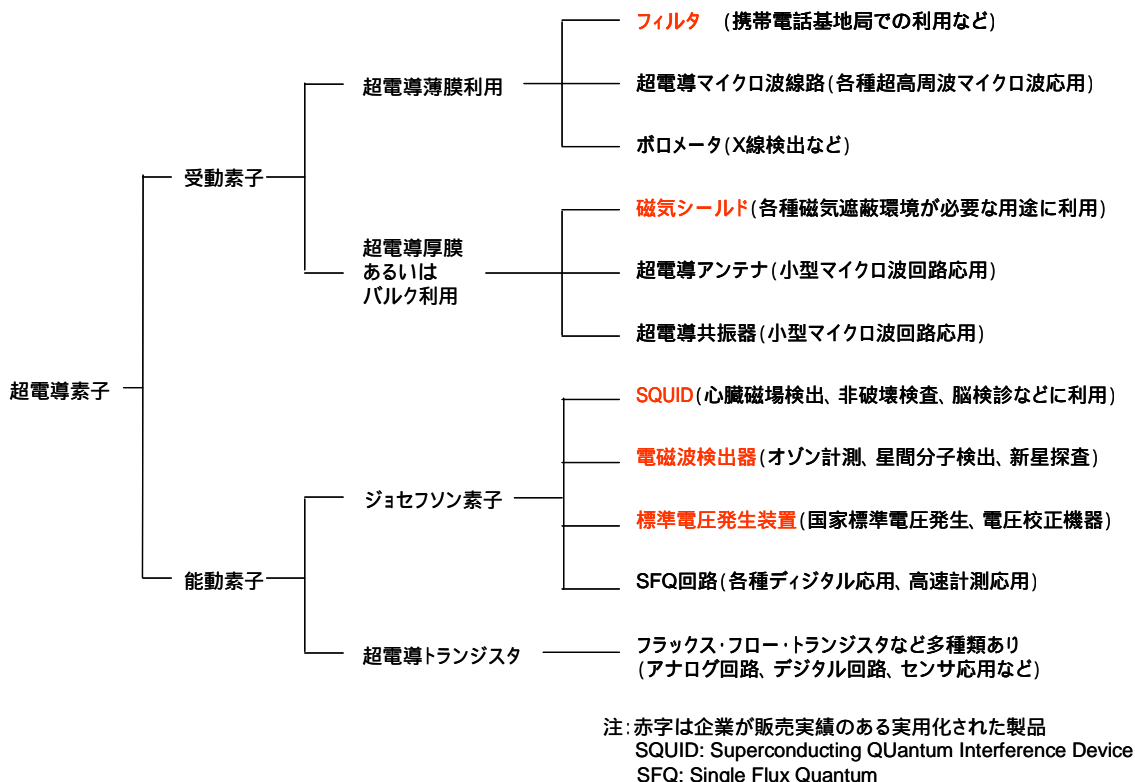 フィルタ (携帯電話基地局での利用など)
超電導薄膜利用
超電導マイクロ波線路(各種超高周波マイクロ波応用)
ボロメータ(X線検出など)
受動素子
磁気シールド(各種磁気遮蔽環境が必要な用途に利用)
超電導厚膜
あるいは
バルク利用
超電導アンテナ(小型マイクロ波回路応用)
超電導共振器(小型マイクロ波回路応用)
超電導素子
SQUID(心臓磁場検出、非破壊検査、脳検診などに利用)
電磁波検出器(オゾン計測、星間分子検出、新星探査)
ジョセフソン素子
標準電圧発生装置(国家標準電圧発生、電圧校正機器)
能動素子
SFQ回路(各種ディジタル応用、高速計測応用)
超電導トランジスタ
フラックス・フロー・トランジスタなど多種類あり
(アナログ回路、デジタル回路、センサ応用など)
注:赤字は企業が販売実績のある実用化された製品
SQUID: Superconducting QUantum Interference Device
SFQ: Single Flux Quantum